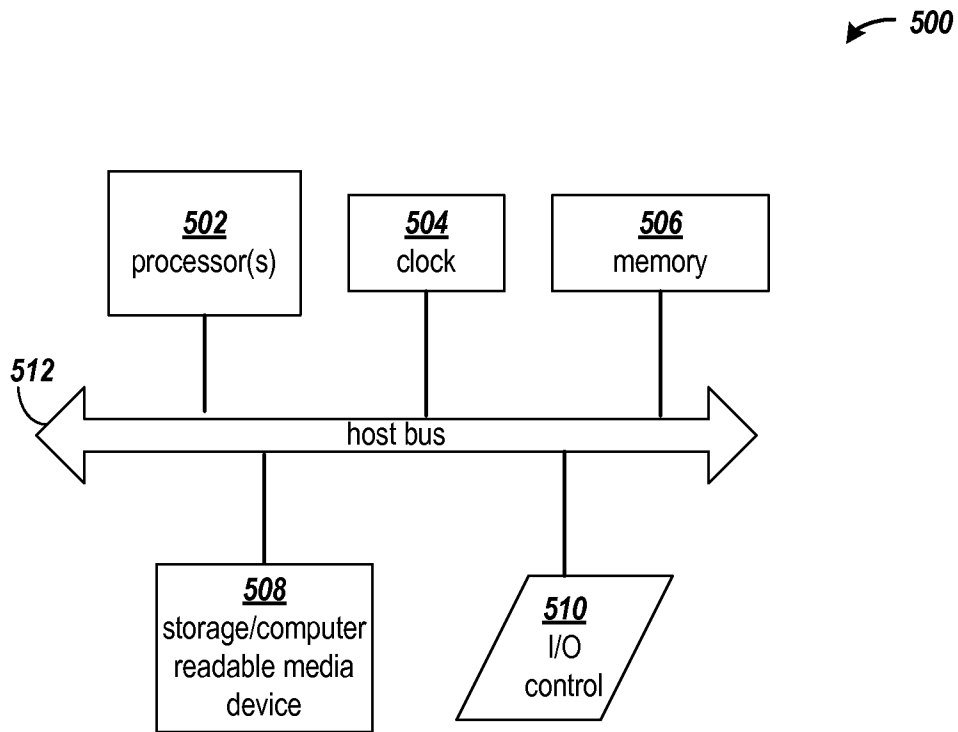 500
502
processor(s)
504
clock
506
memory
512
host bus
508
storage/computer
readable media
device
510
I/O
control